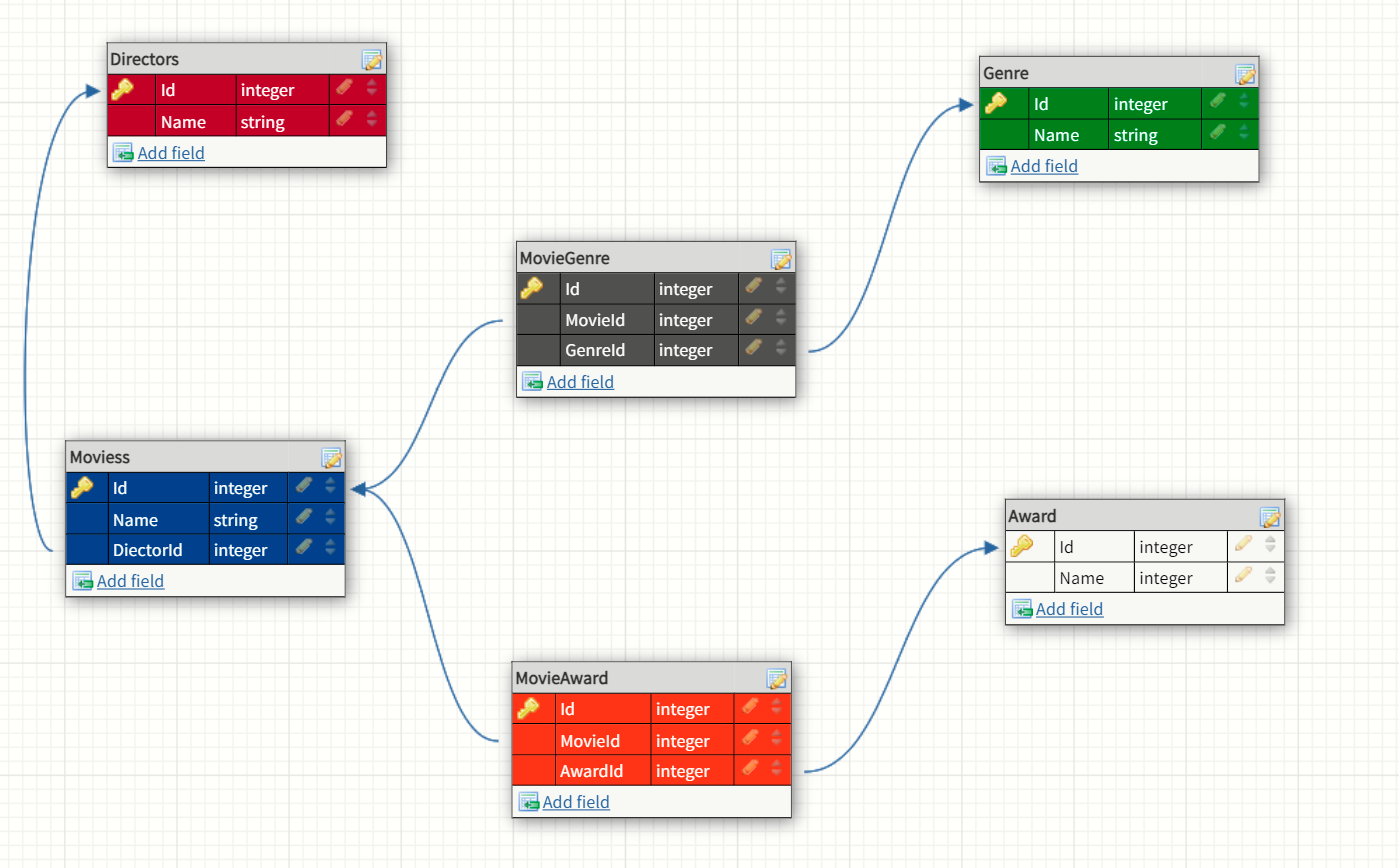 Directors
Id integer
Name string
Add field
Genre
Id integer
Name string
Add field
MovieGenre
Id integer
MovieId integer
GenreId integer
Add field
Moviess
Id integer
Name string
DiectorId integer
Add field
Award
Id integer
Name integer
Add field
MovieAward
Id integer
MovieId integer
AwardId integer
Add field